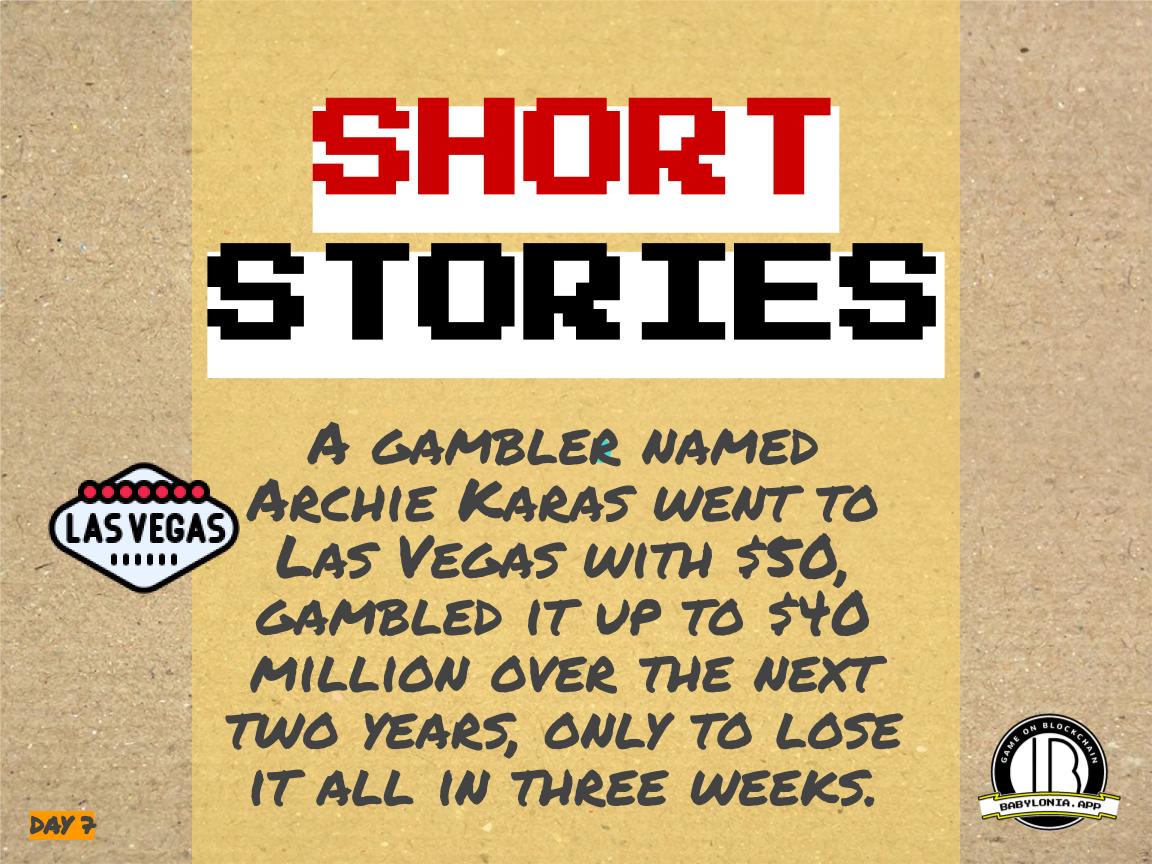 SHORT
STORIES
A GAMBLER NAMED
ARCHIE KARAS WENT TO
LAS VEGAS WITH $50,
GAMBLED IT UP TO $40
MILLION OVER THE NEXT
TWO YEARS, ONLY TO LOSE
IT ALL IN THREE WEEKS.
LAS VEGAS
GAME ON BLOCKCHAIN
BABYLONIA.APP
DAY 7